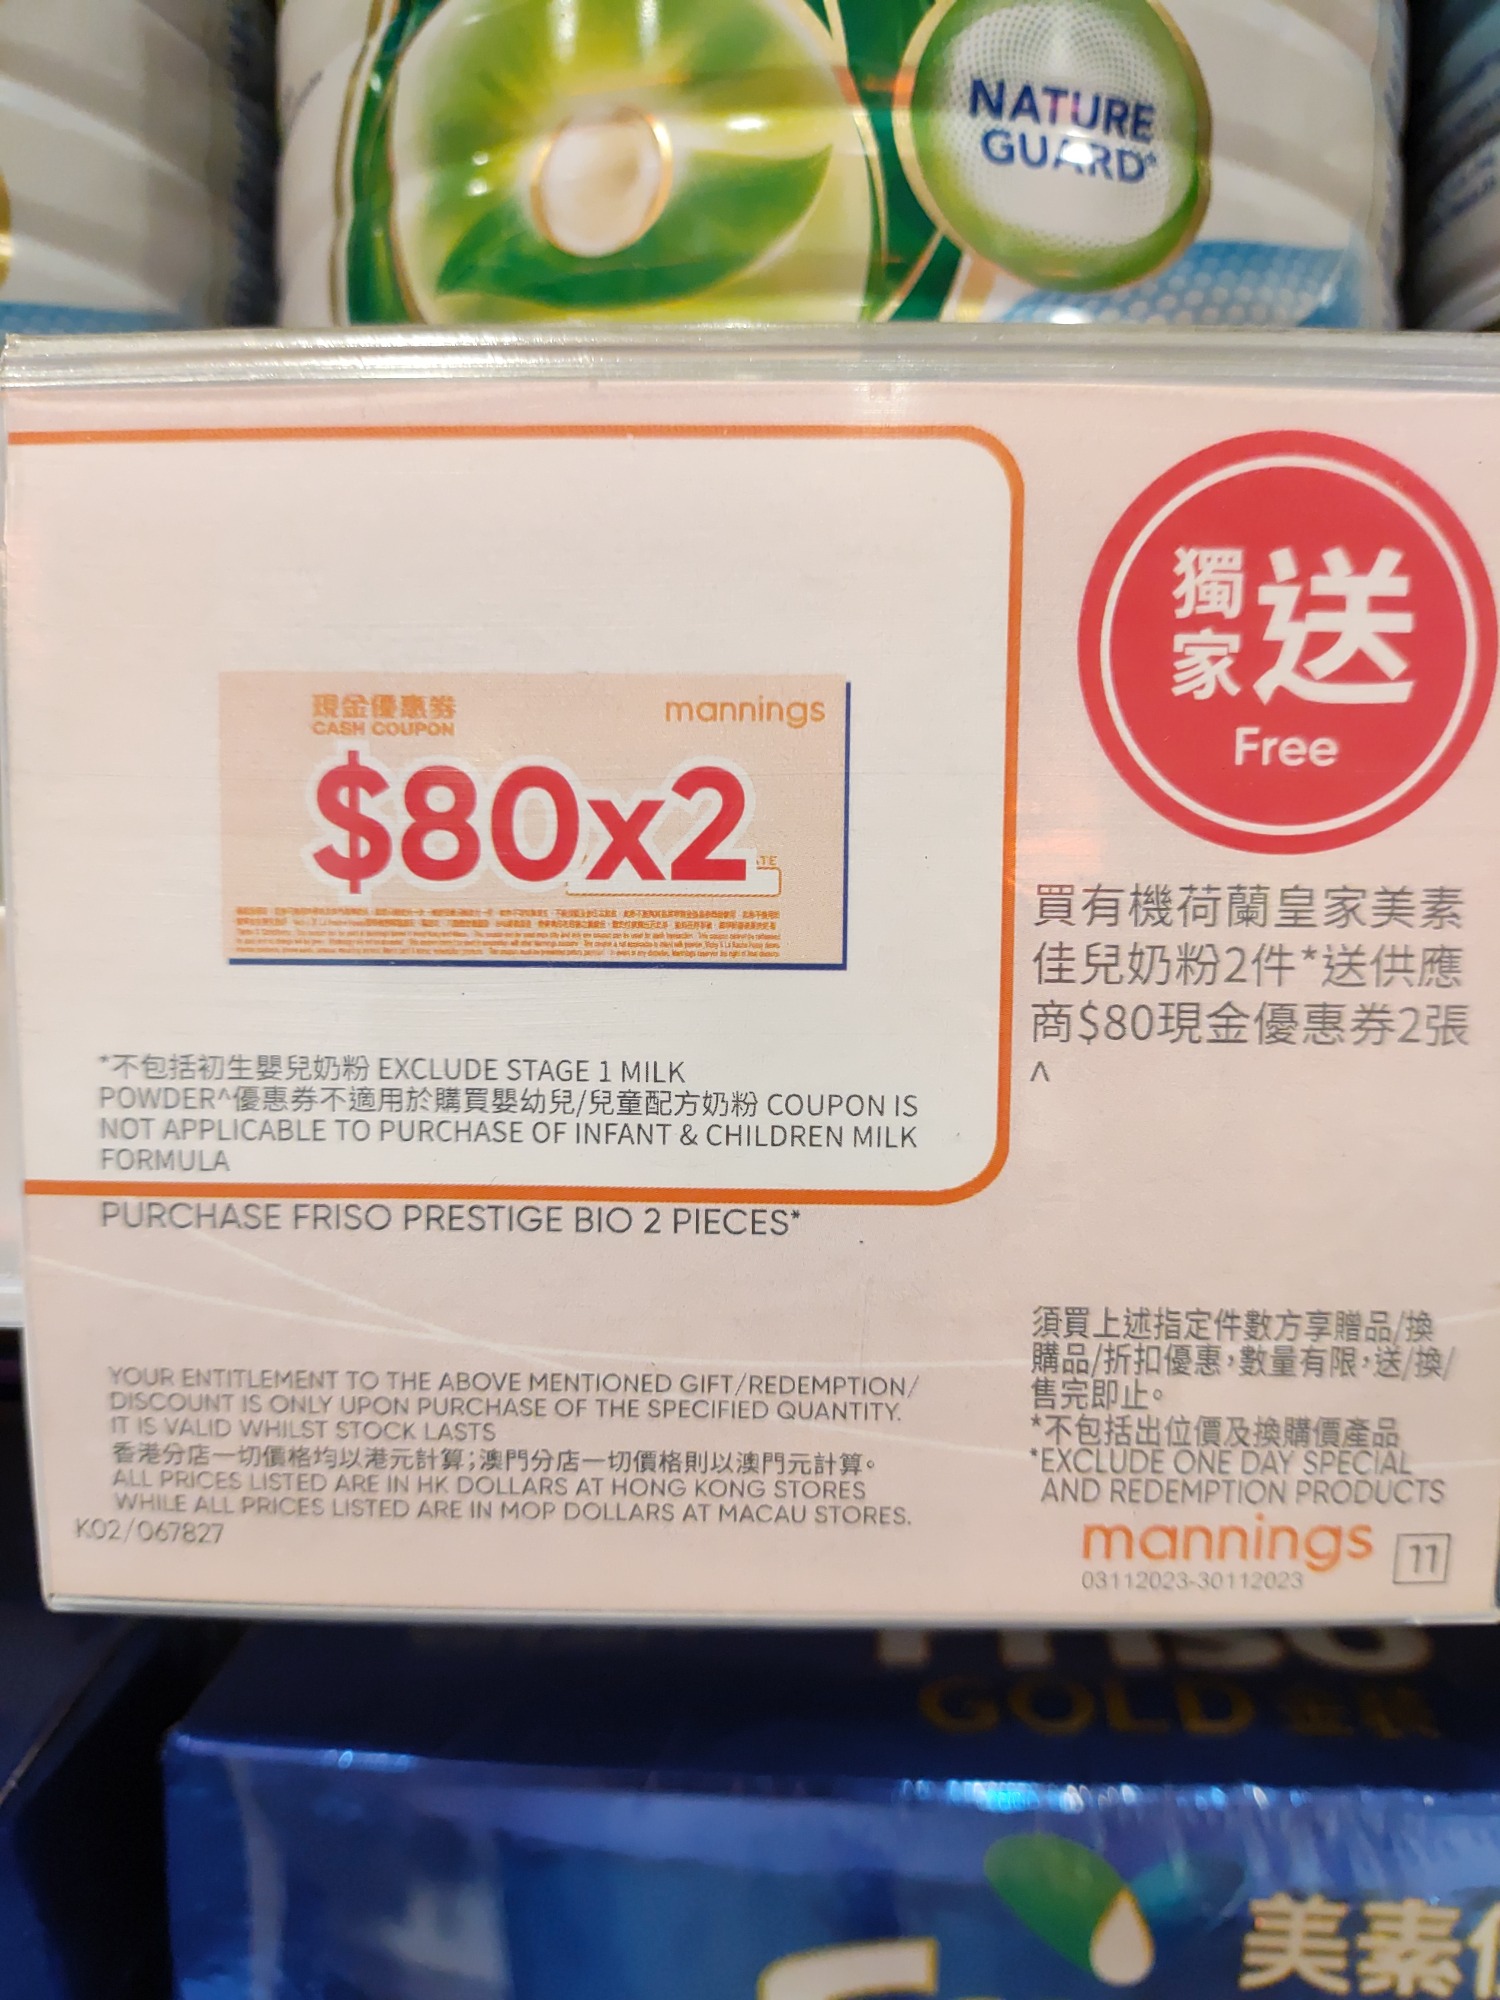 NATURE
GUARD
獨家 送
Free
現金優惠券
CASH COUPON
mannings
$80x2
買有機荷蘭皇家美素
佳兒奶粉2件*送供應
商$80現金優惠券2張
^
*不包括初生嬰兒奶粉 EXCLUDE STAGE 1 MILK
POWDER^優惠券不適用於購買嬰幼兒/兒童配方奶粉 COUPON IS
NOT APPLICABLE TO PURCHASE OF INFANT & CHILDREN MILK
FORMULA
PURCHASE FRISO PRESTIGE BIO 2 PIECES*
YOUR ENTITLEMENT TO THE ABOVE MENTIONED GIFT/REDEMPTION/
DISCOUNT IS ONLY UPON PURCHASE OF THE SPECIFIED QUANTITY.
IT IS VALID WHILST STOCK LASTS
香港分店一切價格均以港元計算;澳門分店一切價格則以澳門元計算。
ALL PRICES LISTED ARE IN HK DOLLARS AT HONG KONG STORES
WHILE ALL PRICES LISTED ARE IN MOP DOLLARS AT MACAU STORES.
K02/067827
須買上述指定件數方享贈品/換
購品/折扣優惠,數量有限,送/換/
售完即止。
*不包括出位價及換購價產品
*EXCLUDE ONE DAY SPECIAL
AND REDEMPTION PRODUCTS
mannings 11
03112023-30112023
GOLD 金裝
美素